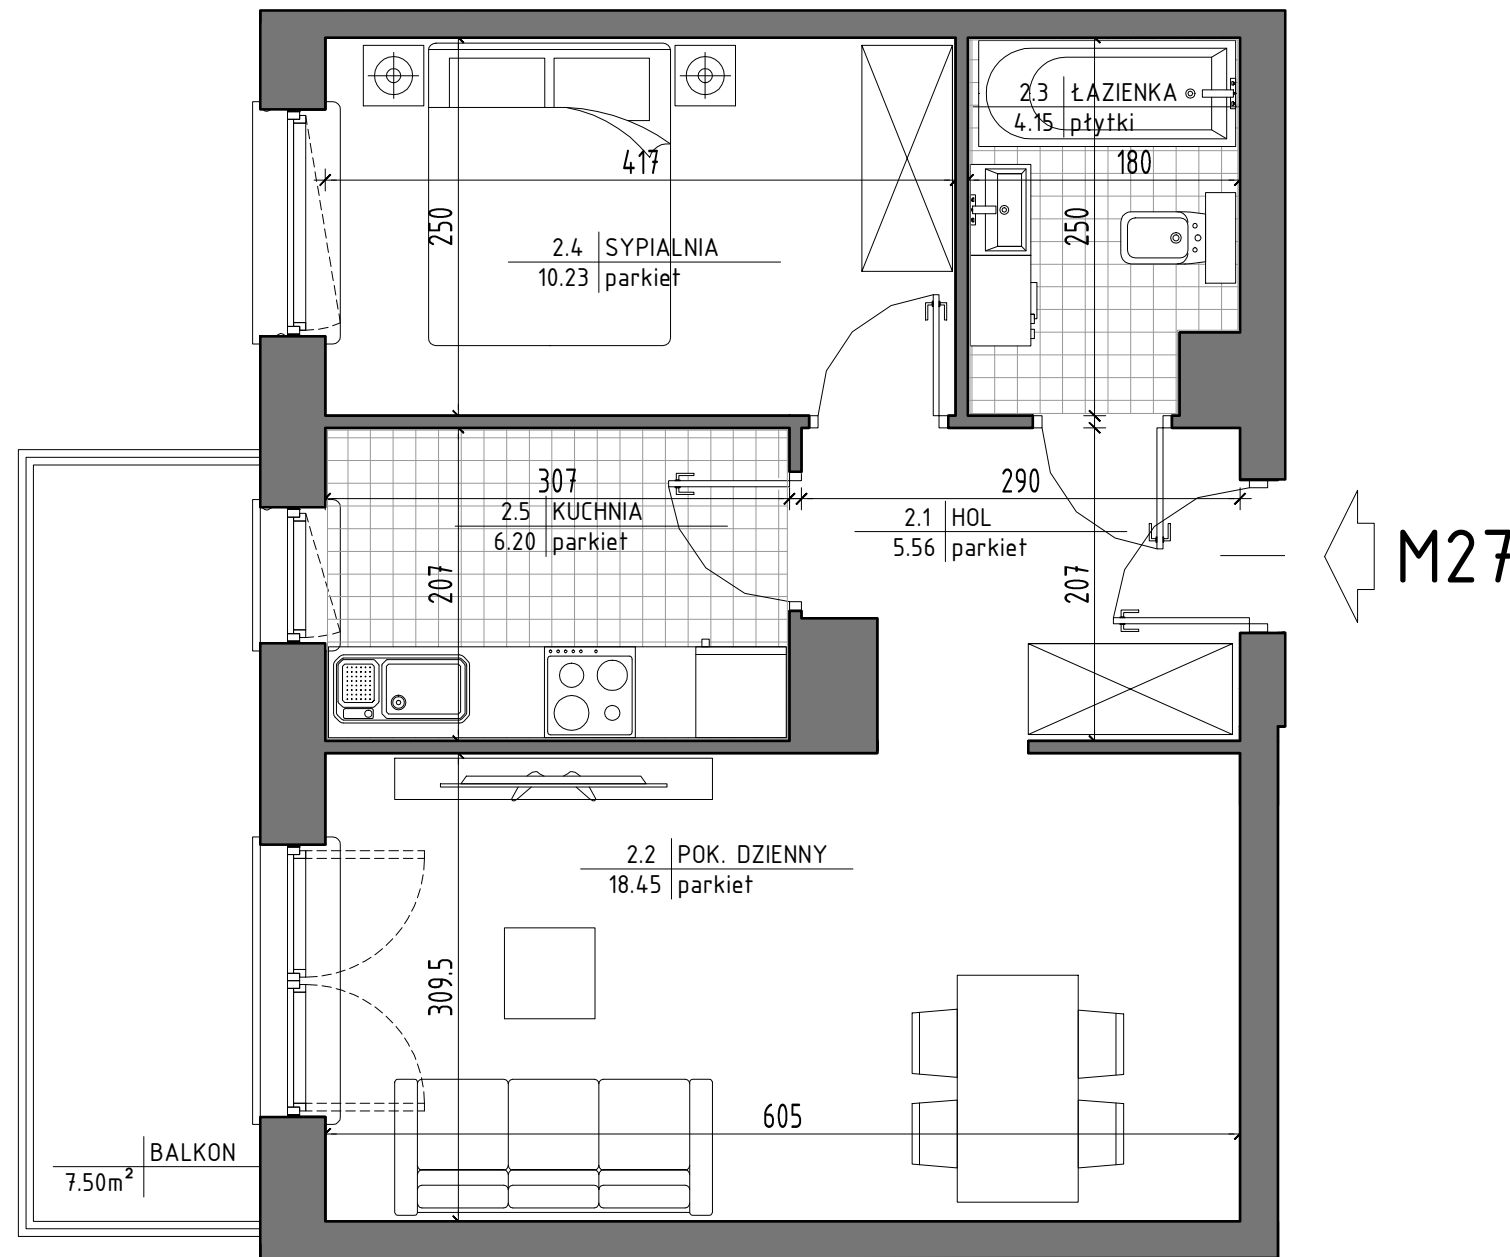 2.3 ŁAZIENKA
4.15 płytki
417
180
250
250
2.4 SYPIALNIA
10.23 parkiet
307
290
2.5 KUCHNIA
6.20 parkiet
2.1 HOL
5.56 parkiet
M27
207
207
2.2 POK. DZIENNY
18.45 parkiet
309.5
605
BALKON
7.50m²